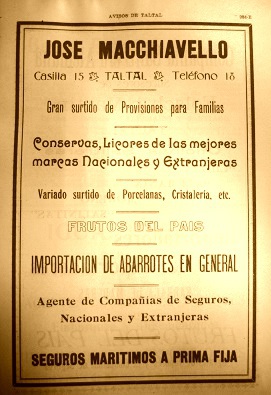 AVISOS DE TALTAL
JOSE MACCHIAVELLO
Casilla 15 TALTAL Teléfono 18
Gran surtido de Provisiones para Familias
Conservas, Licores de las mejores
marcas Nacionales y Extranjeras
Variado surtido de Porcelanas, Cristaleria, etc.
FRUTOS DEL PAIS
IMPORTACION DE ABARROTES EN GENERAL
Agente de Compañías de Seguros,
Nacionales y Extranjeras
SEGUROS MARITIMOS A PRIMA FIJA